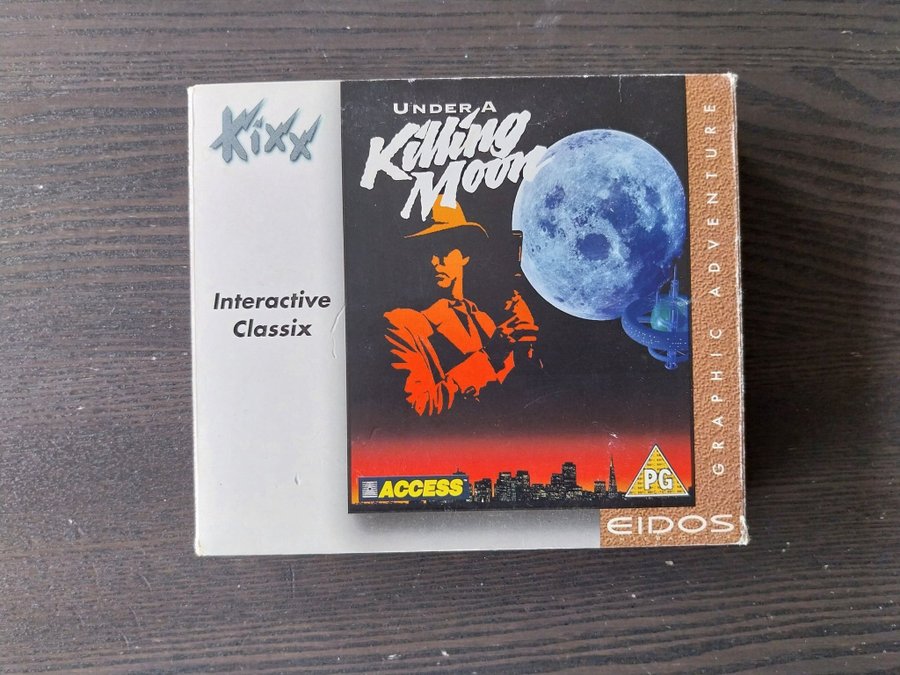 Kixx
Interactive
Classix
UNDER A
Killing
Moon
ACCESS
PG
GRAPHIC ADVENTURE
EIDOS